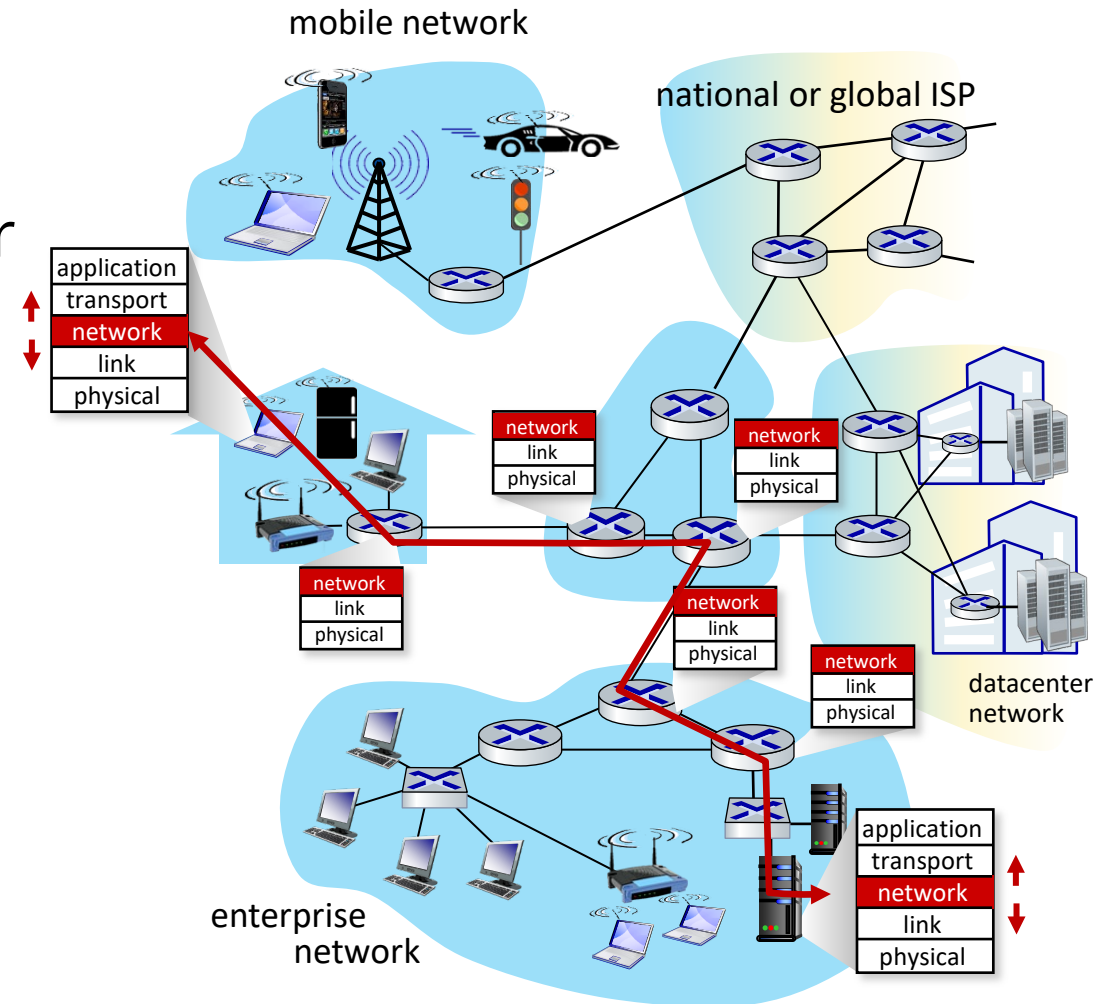 mobile network
national or global ISP
r
application
transport
network
link
physical
network
link
physical
network
link
physical
network
link
physical
network
link
physical
network
link
physical
datacenter
network
application
transport
network
link
physical
enterprise
network